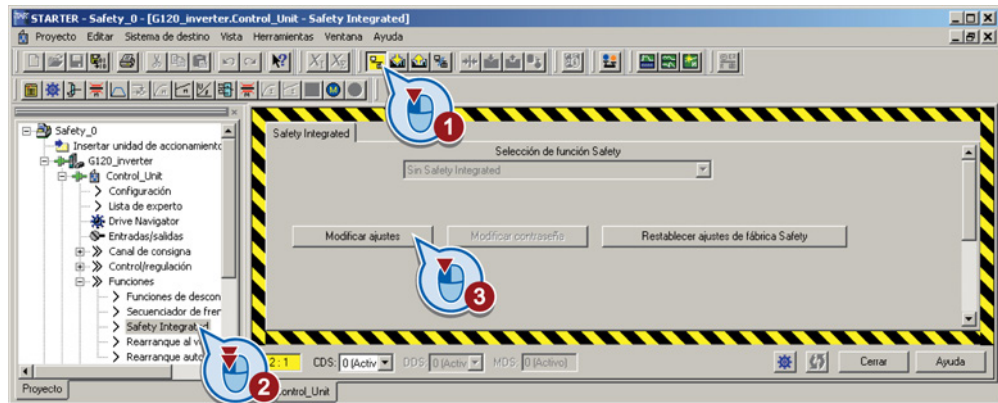 STARTER - Safety_0 - [G120_inverter.Control_Unit - Safety Integrated]
Proyecto Editar Sistema de destino Vista Herramientas Ventana Ayuda
1
Safety_0
Insertar unidad de accionamiento
G120_inverter
Control_Unit
Configuración
Lista de experto
Drive Navigator
Entradas/salidas
Canal de consigna
Control/regulación
Funciones
Funciones de descon
Secuenciador de fren
Safety Integrated
Rearranque al v
Rearranque auto
2
Proyecto
Safety Integrated
Selección de función Safety
Sin Safety Integrated
Modificar ajustes Modificar contraseña Restablecer ajustes de fábrica Safety
3
2 : 1 CDS: 0 (Activ DDS: 0 (Activ MDS: 0 (Activo) Cerrar Ayuda
Control_Unit